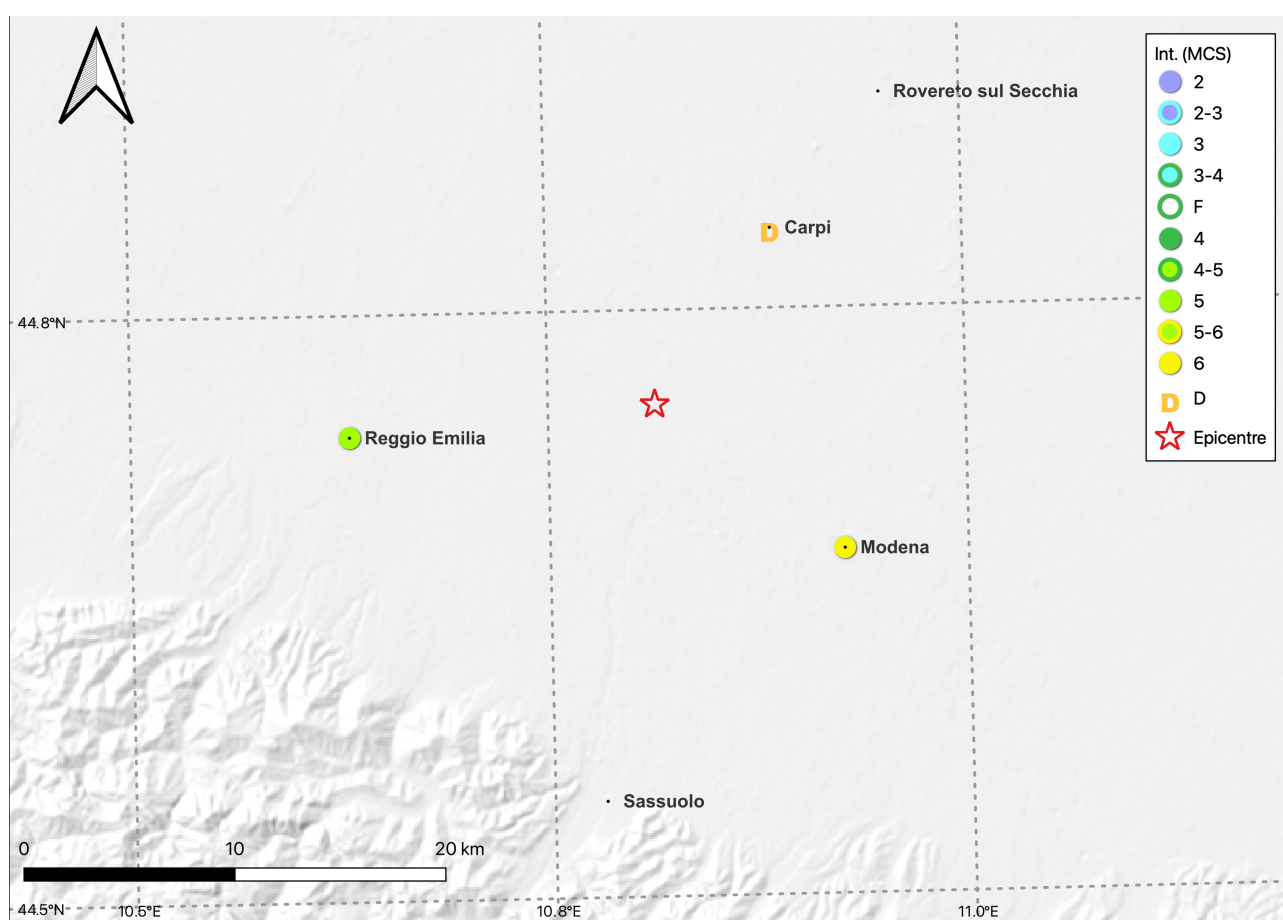 Rovereto sul Secchia
Carpi
44.8°N
Reggio Emilia
Modena
Sassuolo
0 10 20 km
44.5°N 10.5°E 10.8°E 11.0°E
Int. (MCS)
2
2-3
3
3-4
F
4
4-5
5
5-6
6
D D
Epicentre